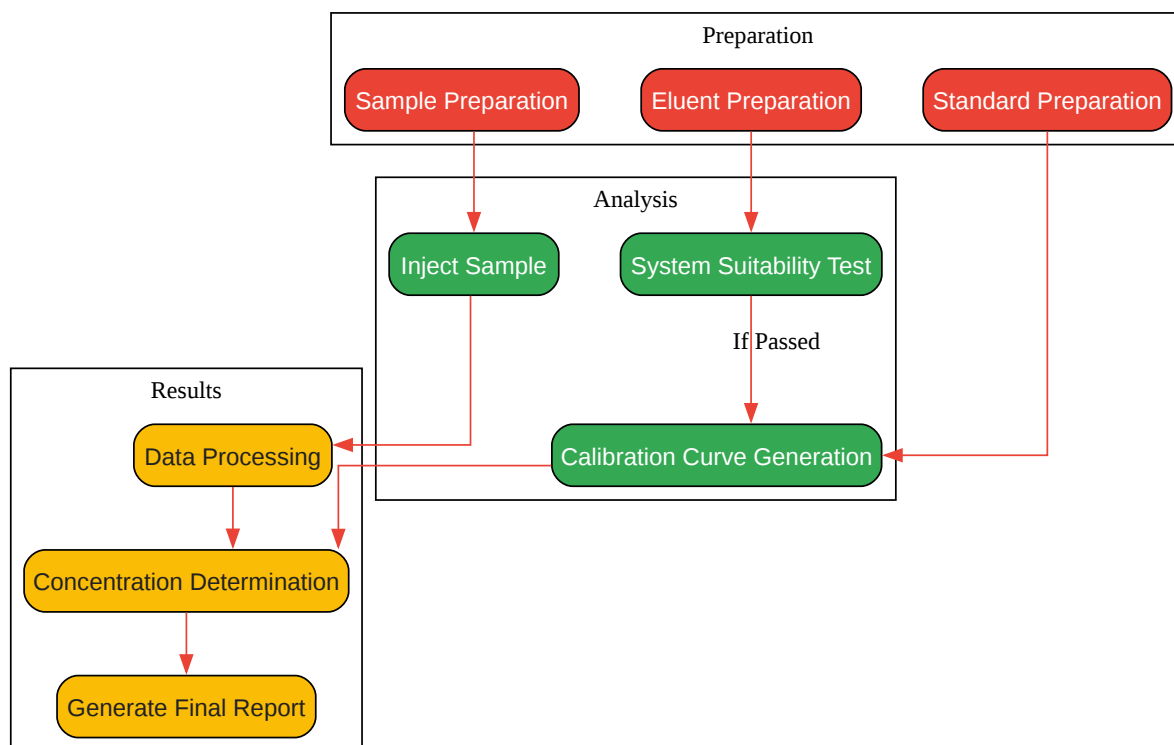 Preparation
Sample Preparation
Eluent Preparation
Standard Preparation
Analysis
Inject Sample
System Suitability Test
If Passed
Results
Data Processing
Calibration Curve Generation
Concentration Determination
Generate Final Report